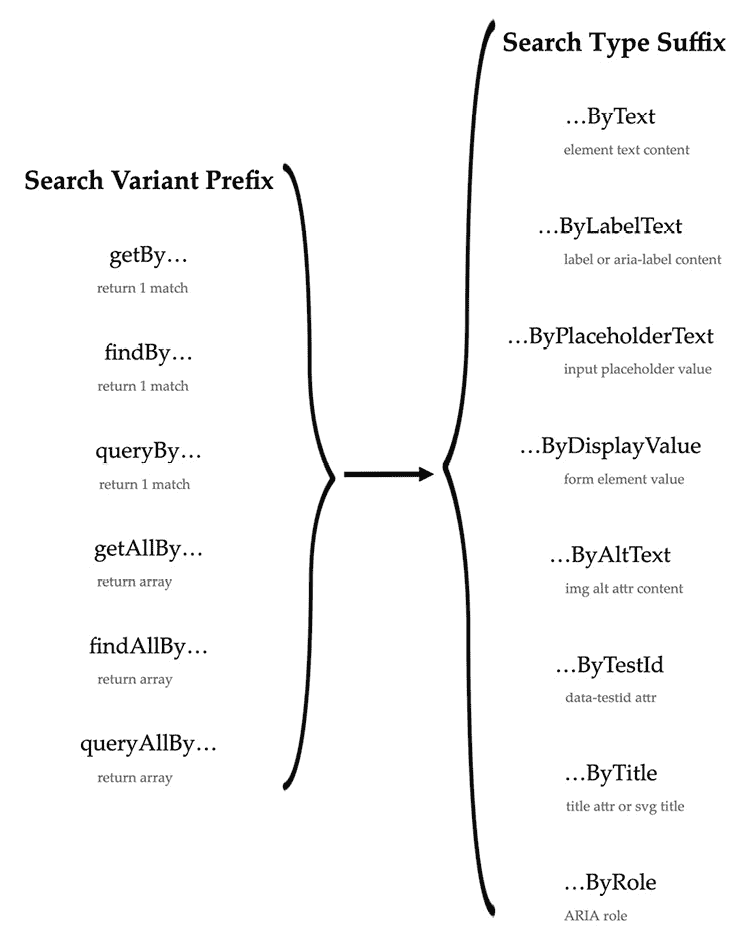 Search Variant Prefix
getBy…
return 1 match
findBy…
return 1 match
queryBy…
return 1 match
getAllBy…
return array
findAllBy…
return array
queryAllBy…
return array
Search Type Suffix
…ByText
element text content
…ByLabelText
label or aria-label content
…ByPlaceholderText
input placeholder value
…ByDisplayValue
form element value
…ByAltText
img alt attr content
…ByTestId
data-testid attr
…ByTitle
title attr or svg title
…ByRole
ARIA role